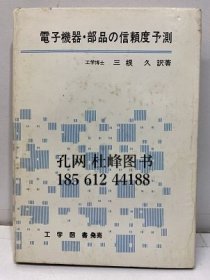 電子機器・部品の信頼度予測
工学博士 三根 久 訳著
孔网 杜峰图书
185 612 44188
工学図書発売